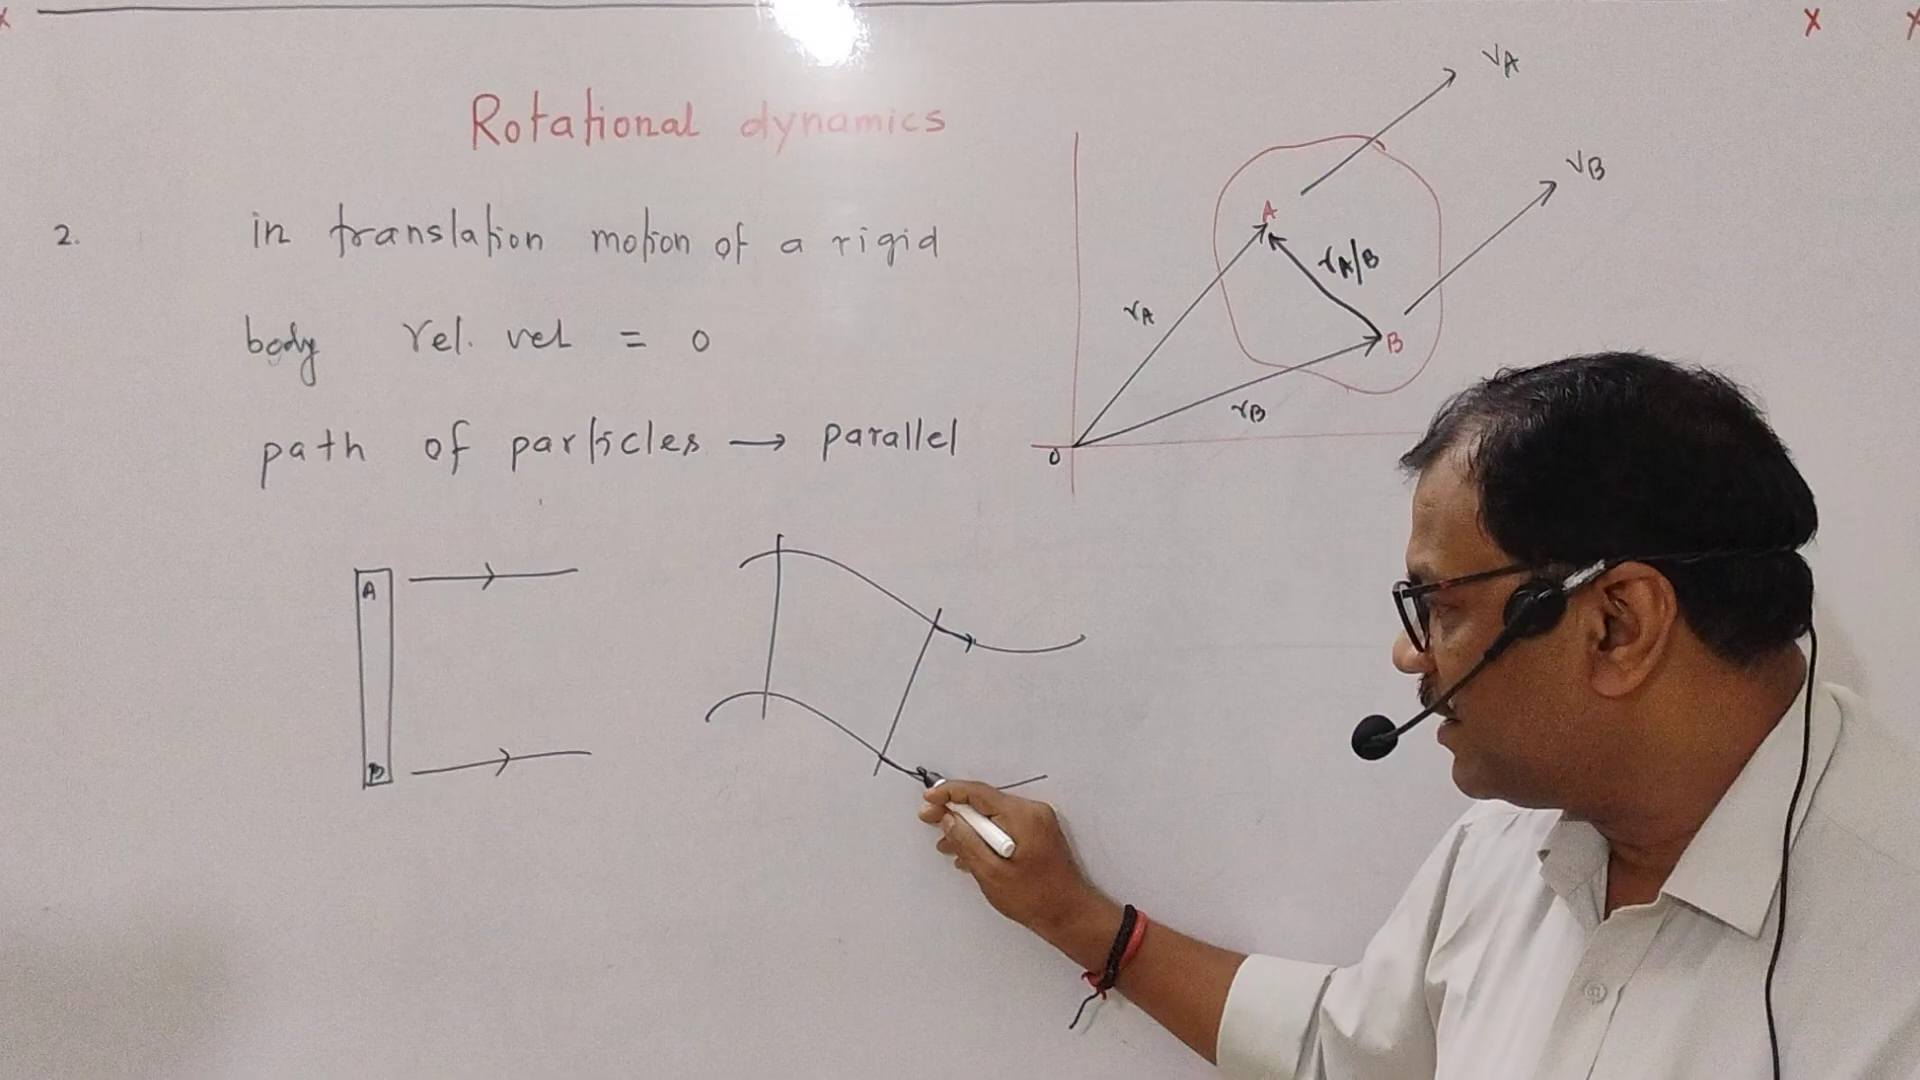 x
x
x
Rotational dynamics
2. in translation motion of a rigid
body rel. vel = 0
path of particles → parallel
vA
vB
A
rA/B
rA
B
rB
O
A
B